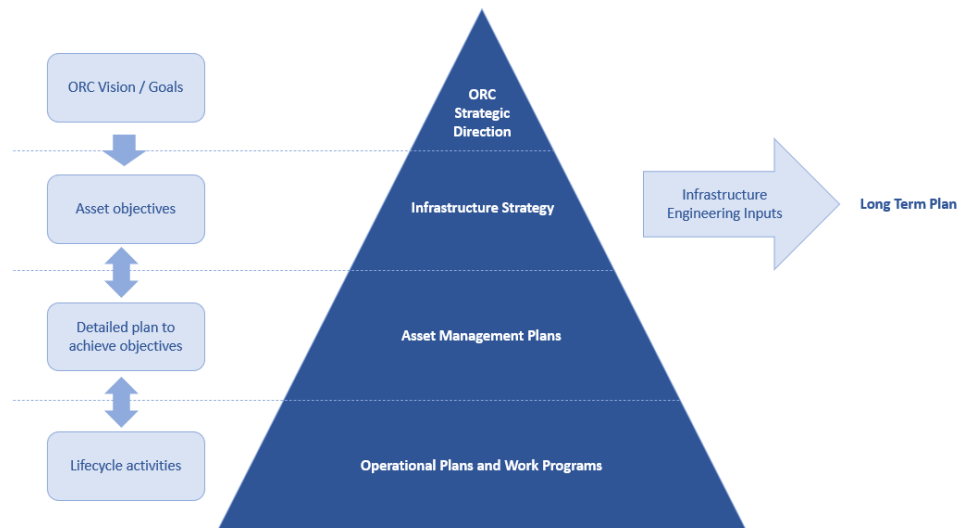 ORC Vision / Goals
ORC
Strategic
Direction
Asset objectives
Infrastructure Strategy
Infrastructure
Engineering Inputs
Long Term Plan
Detailed plan to
achieve objectives
Asset Management Plans
Lifecycle activities
Operational Plans and Work Programs